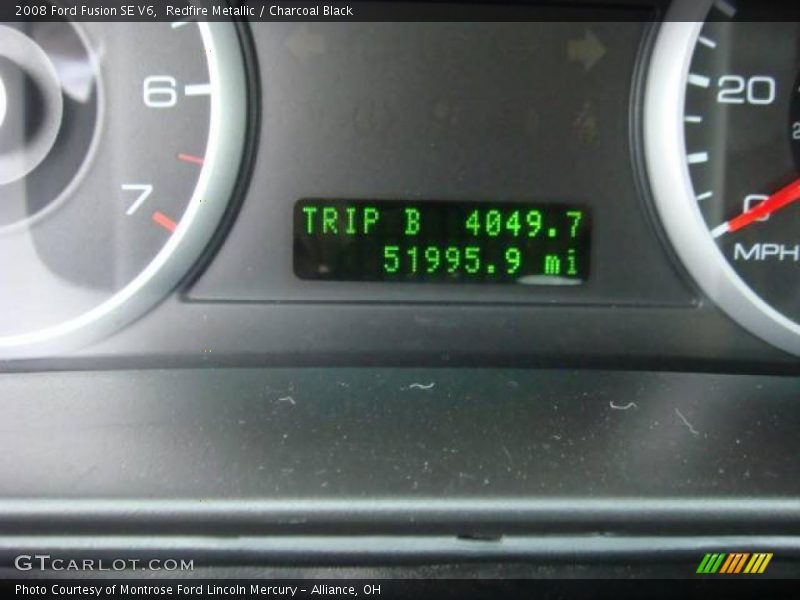 2008 Ford Fusion SE V6,  Redfire Metallic / Charcoal Black
6
7
20
0
MPH
TRIP B  4049.7
51995.9 mi
GTCARLOT.COM
Photo Courtesy of Montrose Ford Lincoln Mercury - Alliance, OH